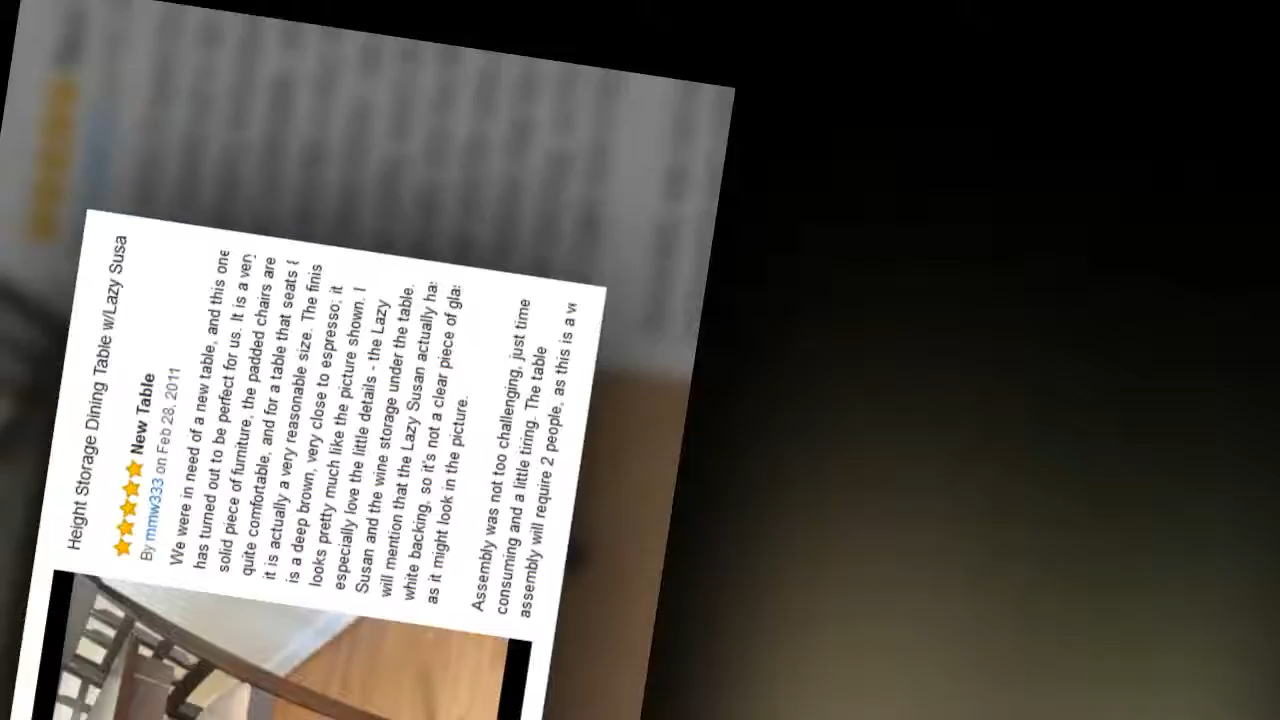 Height Storage Dining Table w/Lazy Susa
New Table
By mmw333 on Feb 28, 2011
We were in need of a new table, and this one
has turned out to be perfect for us. It is a very
solid piece of furniture, the padded chairs are
quite comfortable, and for a table that seats
it is actually a very reasonable size. The finis
is a deep brown, very close to espresso; it
looks pretty much like the picture shown. I
especially love the little details - the Lazy
Susan and the wine storage under the table.
will mention that the Lazy Susan actually ha
white backing, so it's not a clear piece of gla
as it might look in the picture.
Assembly was not too challenging, just time
consuming and a little tiring. The table
assembly will require 2 people, as this is a